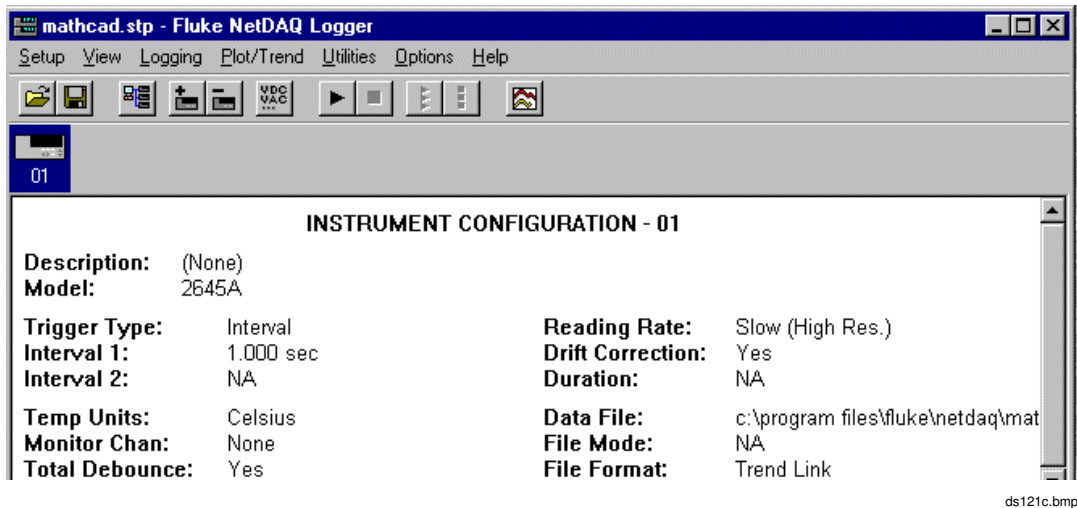 mathcad.stp - Fluke NetDAQ Logger
Setup View Logging Plot/Trend Utilities Options Help
VDC
VAC
01
INSTRUMENT CONFIGURATION - 01
Description: (None)
Model: 2645A
Trigger Type: Interval Reading Rate: Slow (High Res.)
Interval 1: 1.000 sec Drift Correction: Yes
Interval 2: NA Duration: NA
Temp Units: Celsius Data File: c:\program files\fluke\netdaq\mat
Monitor Chan: None File Mode: NA
Total Debounce: Yes File Format: Trend Link
ds121c.bmp